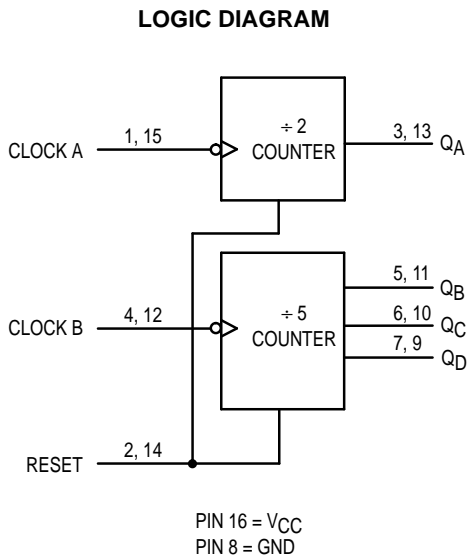 LOGIC DIAGRAM
CLOCK A
1, 15
÷ 2
COUNTER
3, 13
QA
CLOCK B
4, 12
÷ 5
COUNTER
5, 11
QB
6, 10
QC
7, 9
QD
RESET
2, 14
PIN 16 = VCC
PIN 8 = GND